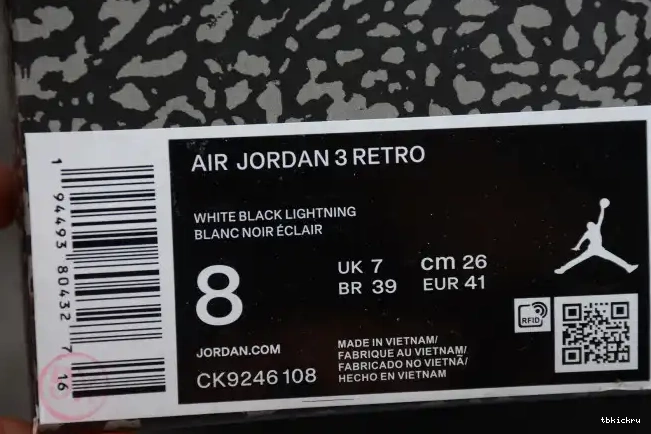 AIR JORDAN 3 RETRO
WHITE BLACK LIGHTNING
BLANC NOIR ÉCLAIR
8
UK 7
cm 26
BR 39
EUR 41
RFID
JORDAN.COM
CK9246 108
MADE IN VIETNAM/
FABRIQUE AU VIETNAM/
FABRICADO NO VIETNÃ/
HECHO EN VIETNAM
1 94493 80432 7 16
tbkickru